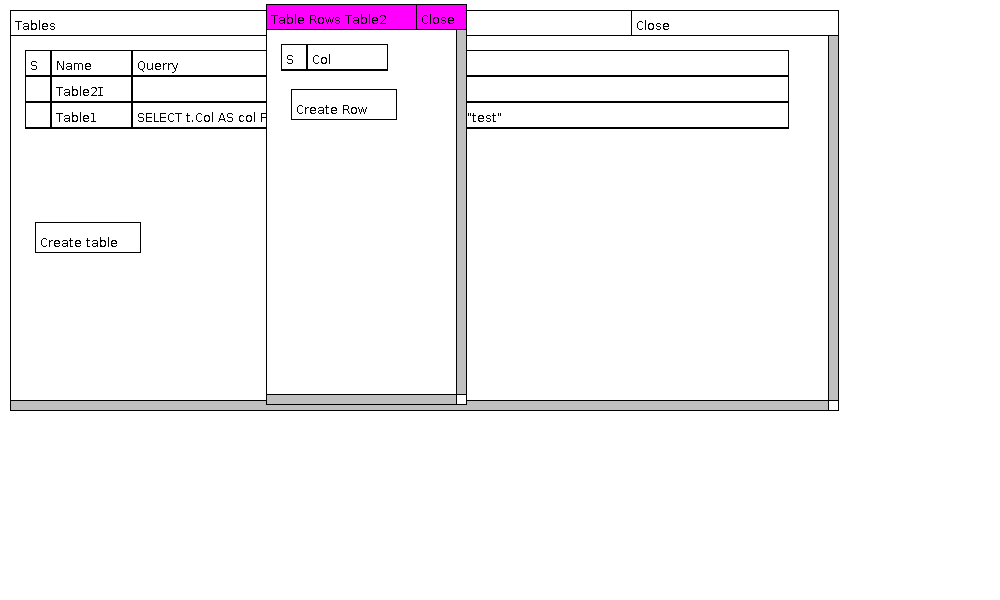 Tables
Close
S Name Querry
Table2I
Table1 SELECT t.Col AS col "test"
Create table
Table Rows Table2 Close
S Col
Create Row